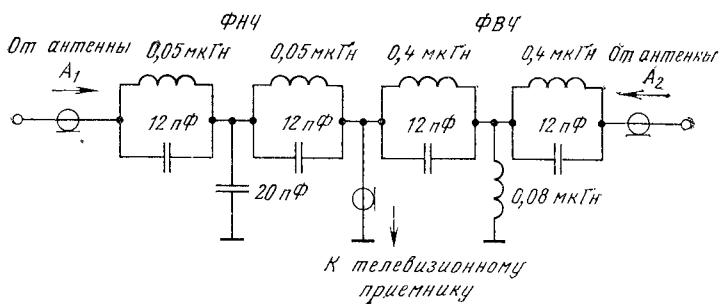 ФНЧ
ФВЧ
От антенны
0,05 мкГн
0,05 мкГн
0,4 мкГн
0,4 мкГн
От антенны
A1
A2
12 пФ
12 пФ
12 пФ
12 пФ
20 пФ
0,08 мкГн
К телевизионному
приемнику